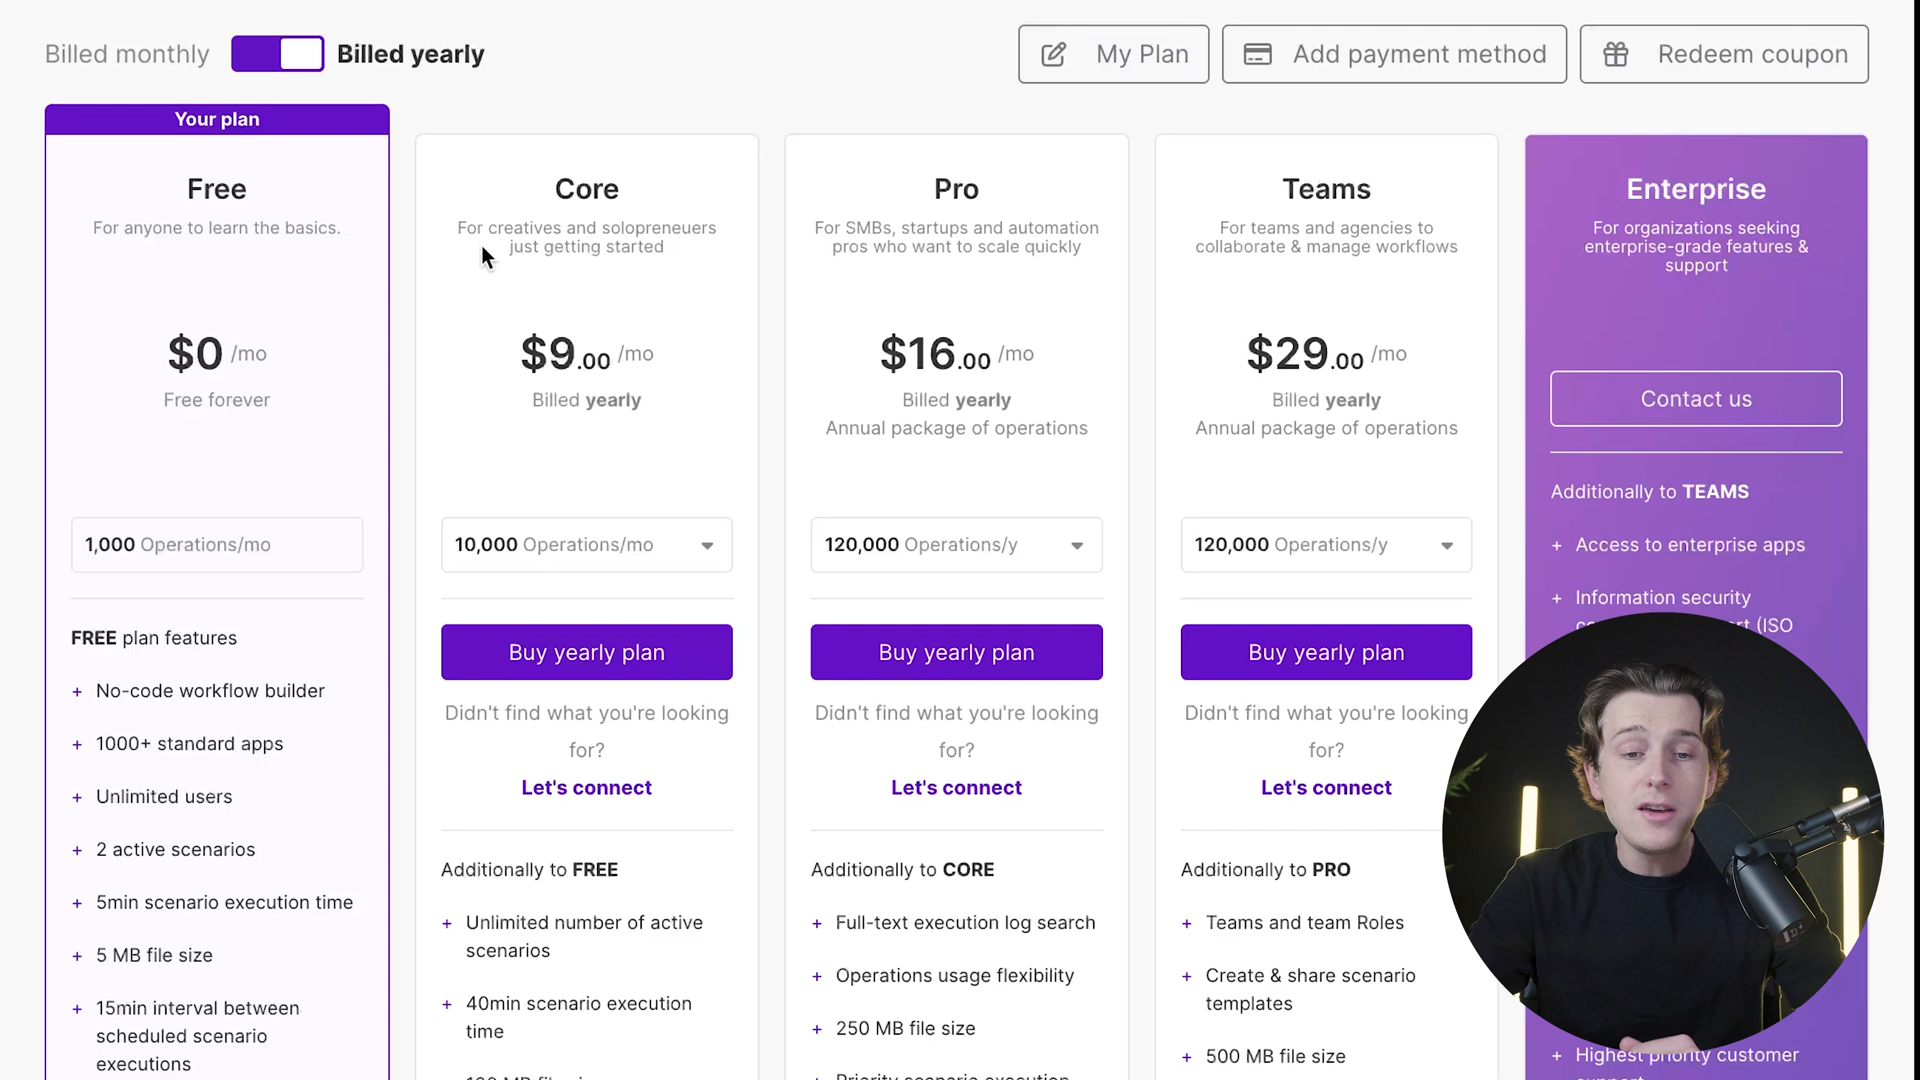 Billed monthly
Billed yearly
My Plan
Add payment method
Redeem coupon
Your plan
Free
For anyone to learn the basics.
$0 /mo
Free forever
1,000 Operations/mo
FREE plan features
+ No-code workflow builder
+ 1000+ standard apps
+ Unlimited users
+ 2 active scenarios
+ 5min scenario execution time
+ 5 MB file size
+ 15min interval between
scheduled scenario
executions
Core
For creatives and solopreneuers
just getting started
$9.00 /mo
Billed yearly
10,000 Operations/mo
Buy yearly plan
Didn't find what you're looking
for?
Let's connect
Additionally to FREE
+ Unlimited number of active
scenarios
+ 40min scenario execution
time
Pro
For SMBs, startups and automation
pros who want to scale quickly
$16.00 /mo
Billed yearly
Annual package of operations
120,000 Operations/y
Buy yearly plan
Didn't find what you're looking
for?
Let's connect
Additionally to CORE
+ Full-text execution log search
+ Operations usage flexibility
+ 250 MB file size
Priority scenario execution
Teams
For teams and agencies to
collaborate & manage workflows
$29.00 /mo
Billed yearly
Annual package of operations
120,000 Operations/y
Buy yearly plan
Didn't find what you're looking
for?
Let's connect
Additionally to PRO
+ Teams and team Roles
+ Create & share scenario
templates
+ 500 MB file size
Enterprise
For organizations seeking
enterprise-grade features &
support
Contact us
Additionally to TEAMS
+ Access to enterprise apps
+ Information security
(ISO
+ Highest priority customer